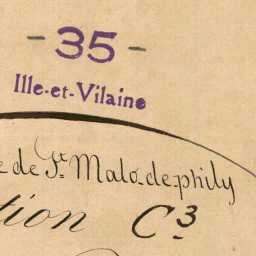 - 35 -
Ille-et-Vilaine
e de St. Malo-de-phily
tion C3